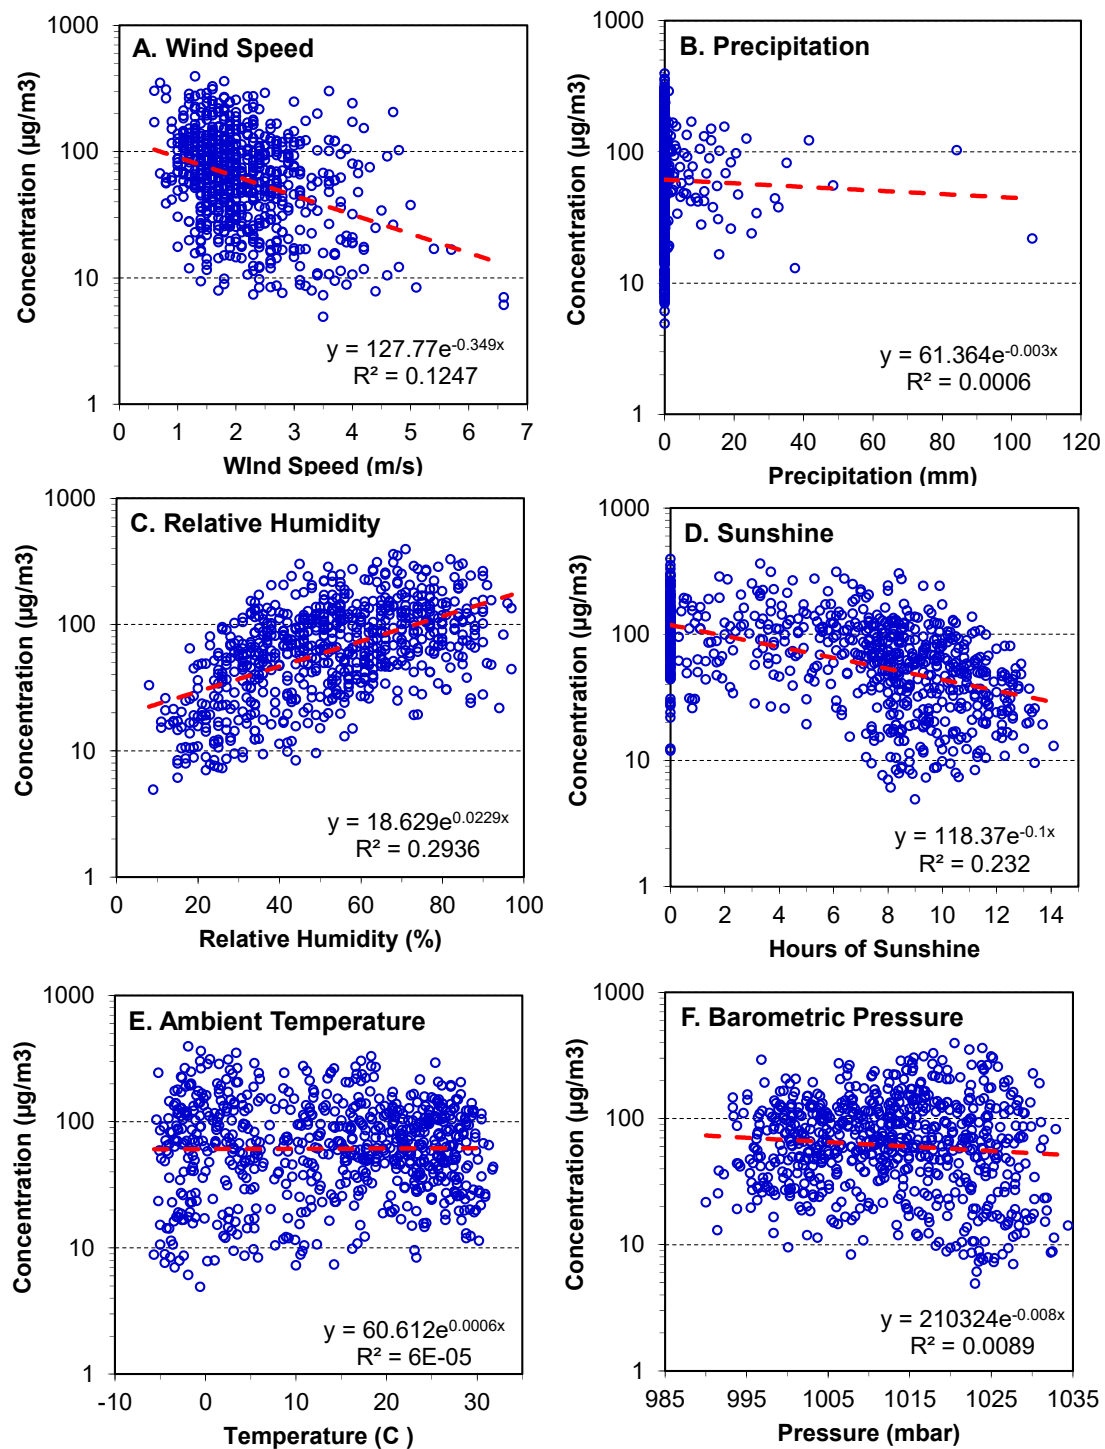 A. Wind Speed
Concentration (µg/m3)
1000
100
10
1
0 1 2 3 4 5 6 7
WInd Speed (m/s)
y = 127.77e-0.349x
R² = 0.1247
B. Precipitation
Concentration (µg/m3)
1000
100
10
1
0 20 40 60 80 100 120
Precipitation (mm)
y = 61.364e-0.003x
R² = 0.0006
C. Relative Humidity
Concentration (µg/m3)
1000
100
10
1
0 20 40 60 80 100
Relative Humidity (%)
y = 18.629e0.0229x
R² = 0.2936
D. Sunshine
Concentration (µg/m3)
1000
100
10
1
0 2 4 6 8 10 12 14
Hours of Sunshine
y = 118.37e-0.1x
R² = 0.232
E. Ambient Temperature
Concentration (µg/m3)
1000
100
10
1
-10 0 10 20 30
Temperature (C )
y = 60.612e0.0006x
R² = 6E-05
F. Barometric Pressure
Concentration (µg/m3)
1000
100
10
1
985 995 1005 1015 1025 1035
Pressure (mbar)
y = 210324e-0.008x
R² = 0.0089